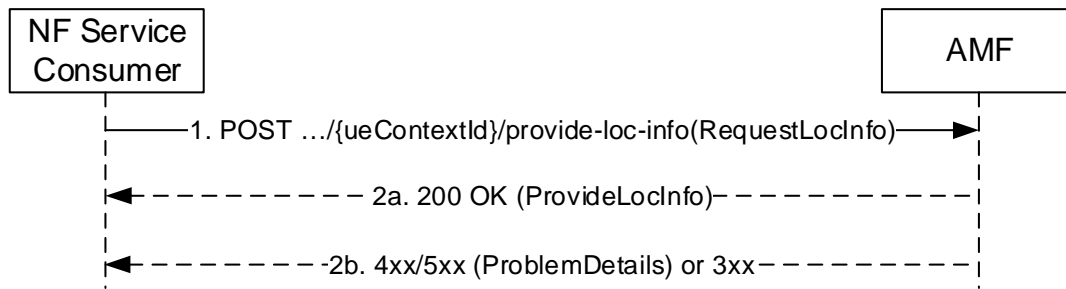 NF Service
Consumer
AMF
1. POST …/{ueContextId}/provide-loc-info(RequestLocInfo)
2a. 200 OK (ProvideLocInfo)
2b. 4xx/5xx (ProblemDetails) or 3xx